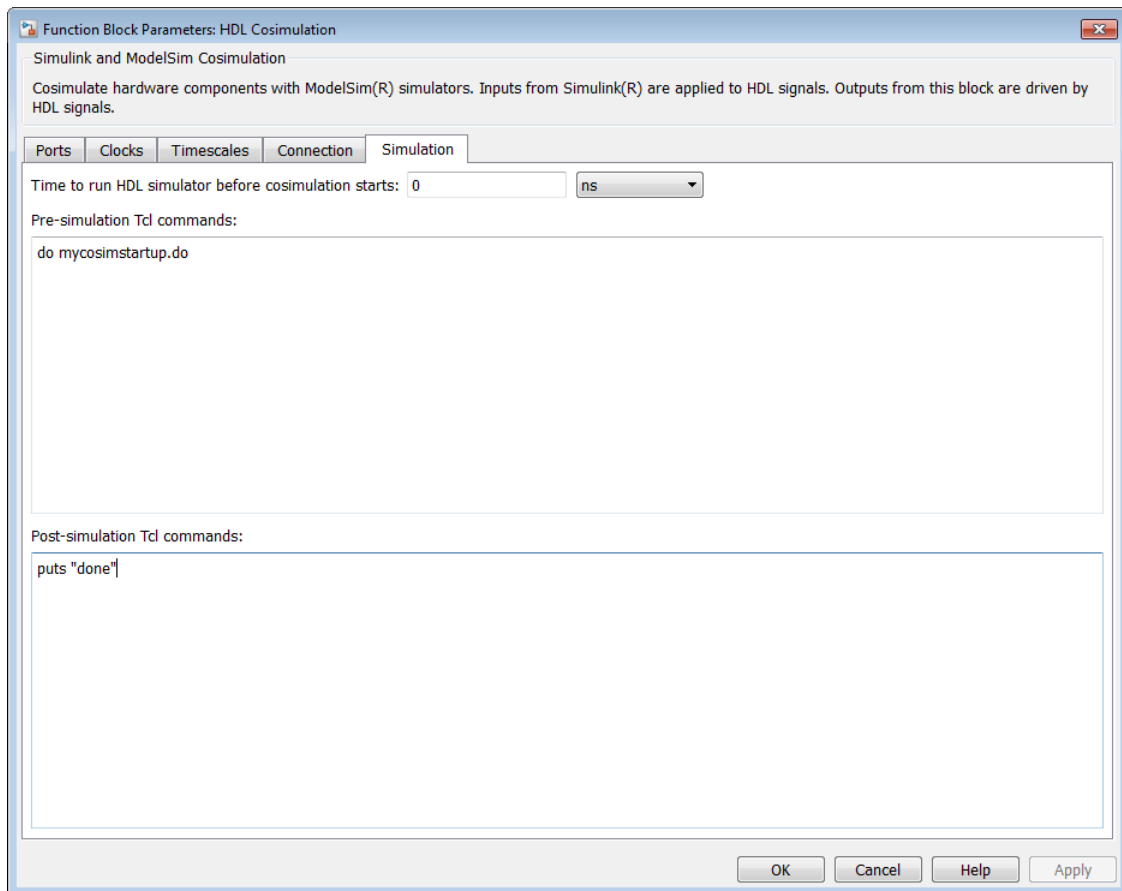 Function Block Parameters: HDL Cosimulation
Simulink and ModelSim Cosimulation
Cosimulate hardware components with ModelSim(R) simulators. Inputs from Simulink(R) are applied to HDL signals. Outputs from this block are driven by
HDL signals.
Ports Clocks Timescales Connection Simulation
Time to run HDL simulator before cosimulation starts: 0 ns
Pre-simulation Tcl commands:
do mycosimstartup.do
Post-simulation Tcl commands:
puts "done"
OK Cancel Help Apply